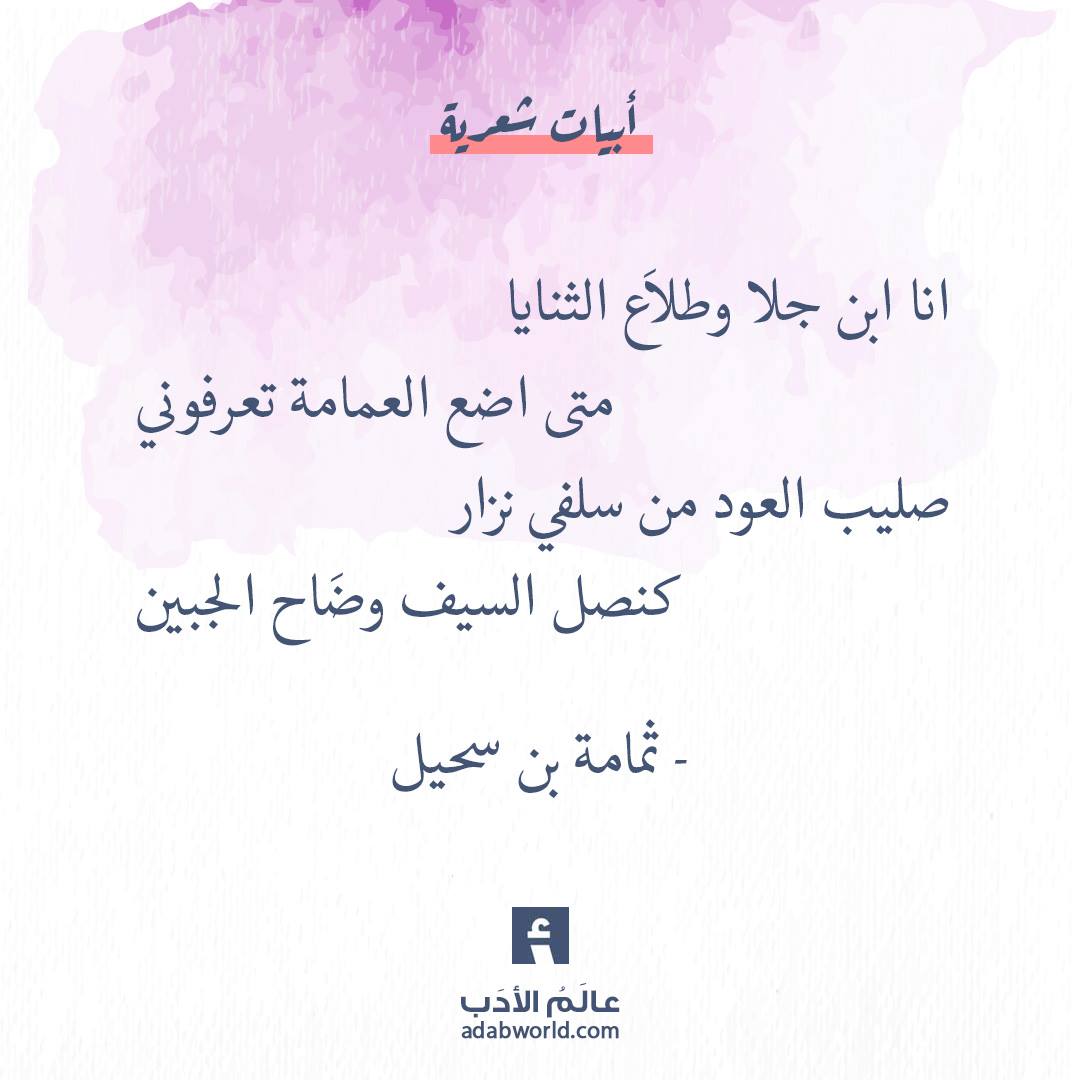 أبيات شعرية
انا ابن جلا وطلاَع الثنايا
متى اضع العمامة تعرفوني
صليب العود من سلفي نزار
كنصل السيف وضَاح الجبين
- ثمامة بن سحيل
أ
عالَمُ الأدَب
adabworld.com